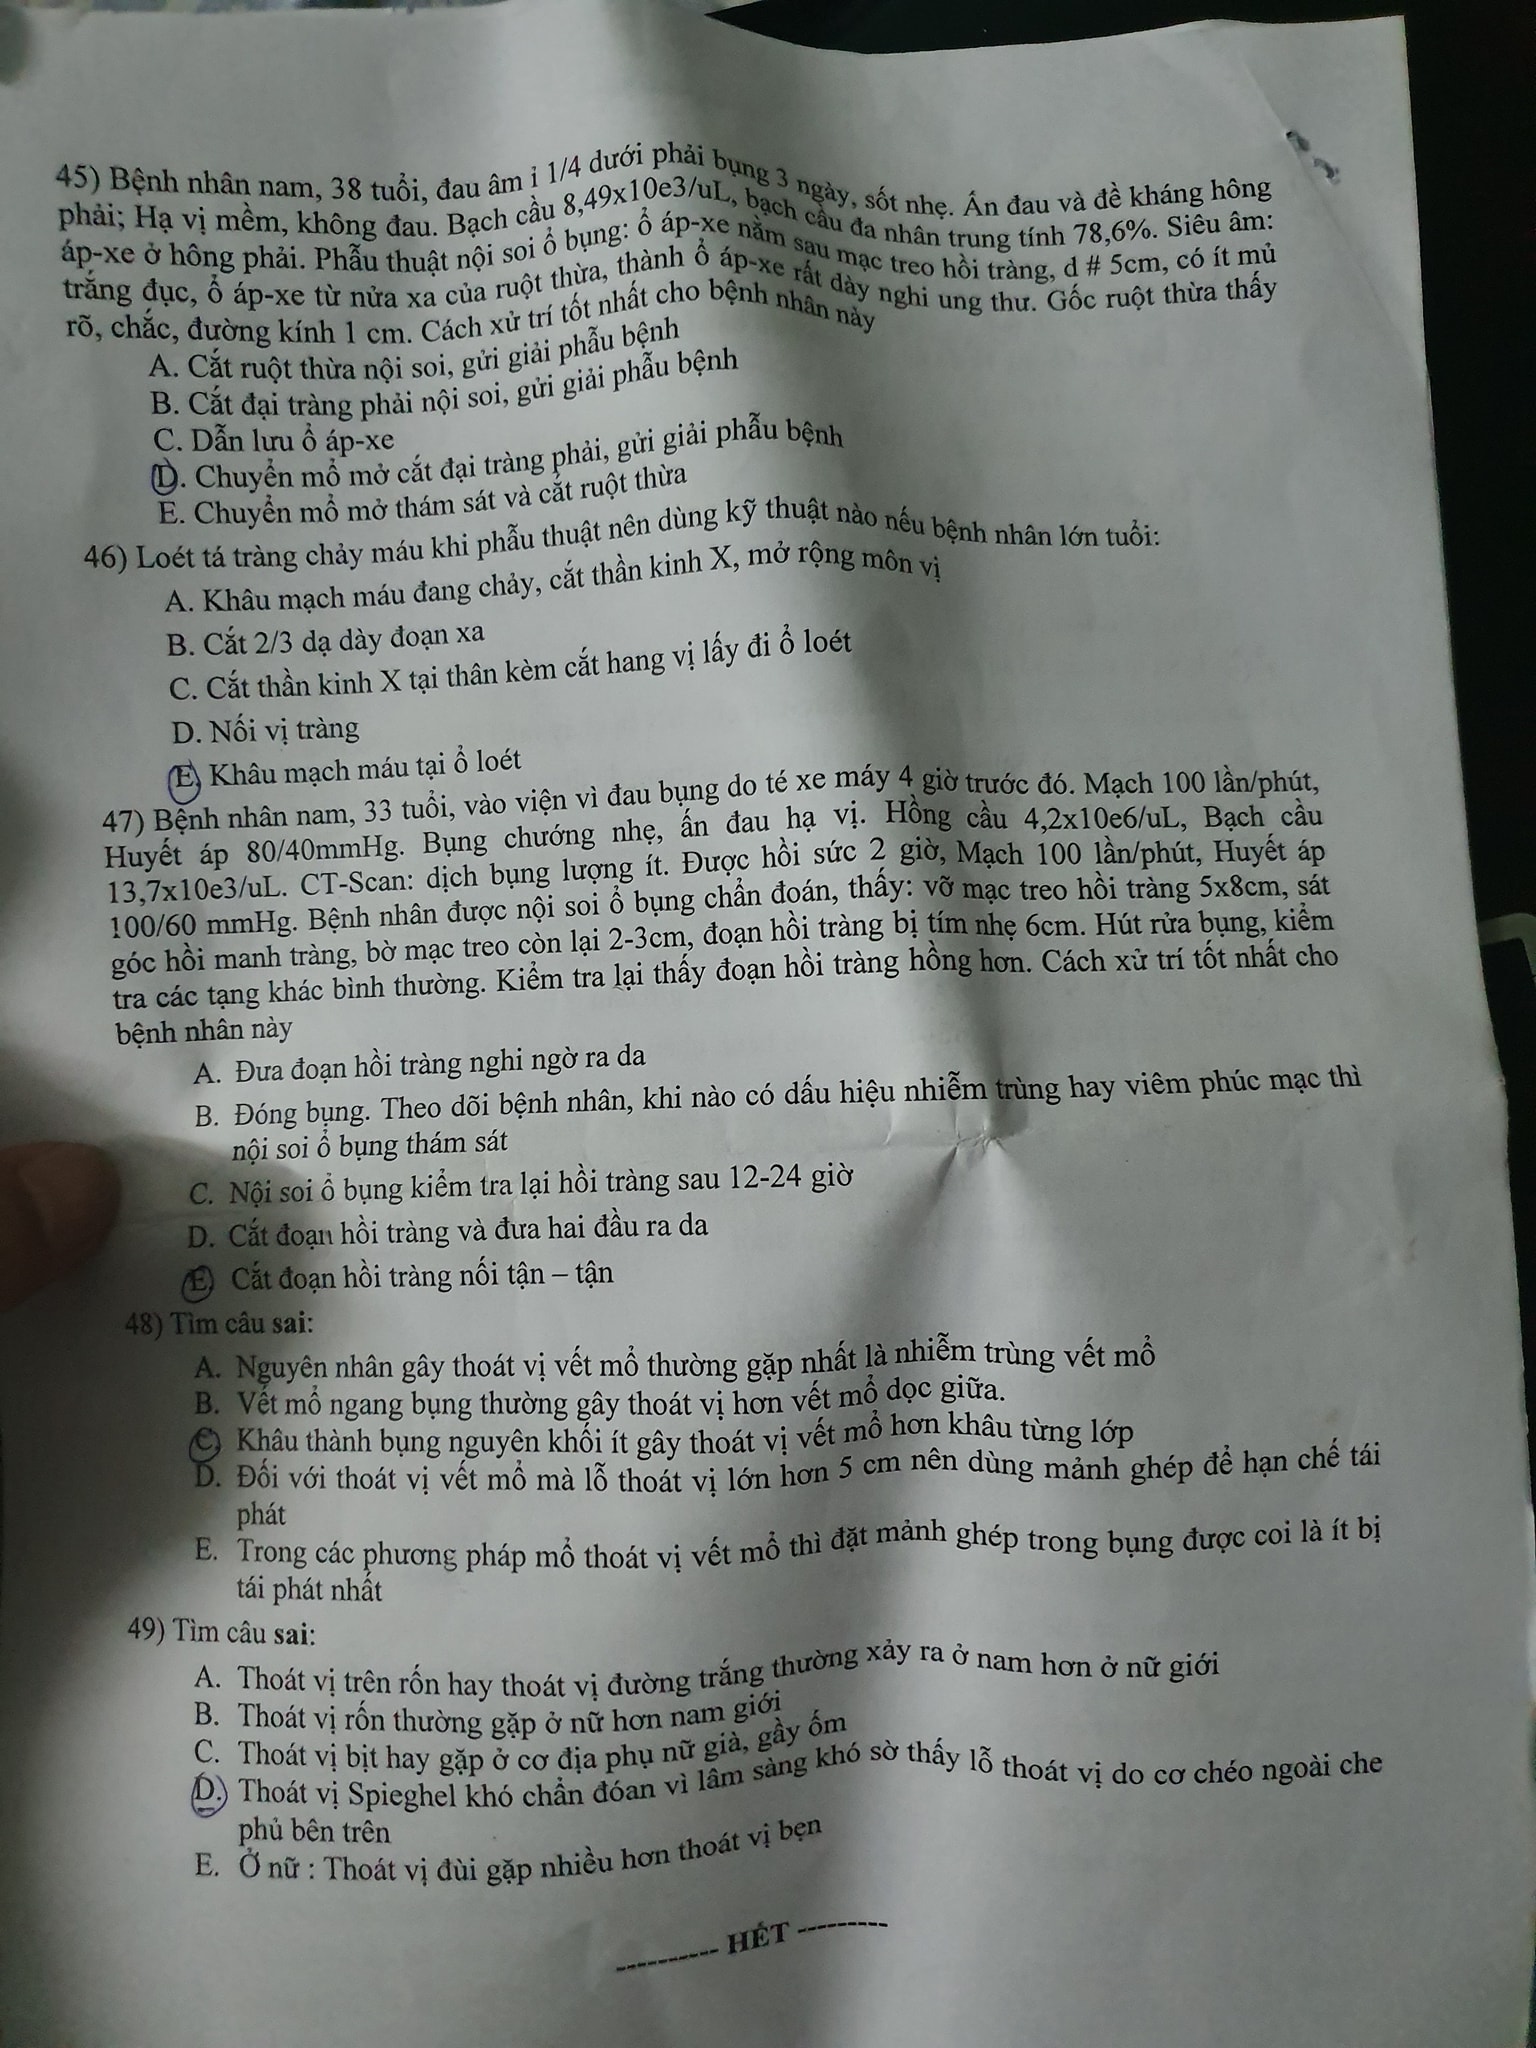 45) Bệnh nhân nam, 38 tuổi, đau âm ỉ 1/4 dưới phải bụng 3 ngày, sốt nhẹ. Ấn đau và đề kháng hông
phải; Hạ vị mềm, không đau. Bạch cầu 8,49x10e3/uL, bạch cầu đa nhân trung tính 78,6%. Siêu âm:
áp-xe ở hông phải. Phẫu thuật nội soi ổ bụng: ổ áp-xe nằm sau mạc treo hồi tràng, d # 5cm, có ít mủ
trắng đục, ổ áp-xe từ nửa xa của ruột thừa, thành ổ áp-xe rất dày nghi ung thư. Gốc ruột thừa thấy
rõ, chắc, đường kính 1 cm. Cách xử trí tốt nhất cho bệnh nhân này
A. Cắt ruột thừa nội soi, gửi giải phẫu bệnh
B. Cắt đại tràng phải nội soi, gửi giải phẫu bệnh
C. Dẫn lưu ổ áp-xe
D. Chuyển mổ mở cắt đại tràng phải, gửi giải phẫu bệnh
E. Chuyển mổ mở thám sát và cắt ruột thừa
46) Loét tá tràng chảy máu khi phẫu thuật nên dùng kỹ thuật nào nếu bệnh nhân lớn tuổi:
A. Khâu mạch máu đang chảy, cắt thần kinh X, mở rộng môn vị
B. Cắt 2/3 dạ dày đoạn xa
C. Cắt thần kinh X tại thân kèm cắt hang vị lấy đi ổ loét
D. Nối vị tràng
E. Khâu mạch máu tại ổ loét
47) Bệnh nhân nam, 33 tuổi, vào viện vì đau bụng do té xe máy 4 giờ trước đó. Mạch 100 lần/phút,
Huyết áp 80/40mmHg. Bụng chướng nhẹ, ấn đau hạ vị. Hồng cầu 4,2x10e6/uL, Bạch cầu
13,7x10e3/uL. CT-Scan: dịch bụng lượng ít. Được hồi sức 2 giờ, Mạch 100 lần/phút, Huyết áp
100/60 mmHg. Bệnh nhân được nội soi ổ bụng chẩn đoán, thấy: vỡ mạc treo hồi tràng 5x8cm, sát
góc hồi manh tràng, bờ mạc treo còn lại 2-3cm, đoạn hồi tràng bị tím nhẹ 6cm. Hút rửa bụng, kiểm
tra các tạng khác bình thường. Kiểm tra lại thấy đoạn hồi tràng hồng hơn. Cách xử trí tốt nhất cho
bệnh nhân này
A. Đưa đoạn hồi tràng nghi ngờ ra da
B. Đóng bụng. Theo dõi bệnh nhân, khi nào có dấu hiệu nhiễm trùng hay viêm phúc mạc thì
nội soi ổ bụng thám sát
C. Nội soi ổ bụng kiểm tra lại hồi tràng sau 12-24 giờ
D. Cắt đoạn hồi tràng và đưa hai đầu ra da
E. Cắt đoạn hồi tràng nối tận – tận
48) Tìm câu sai:
A. Nguyên nhân gây thoát vị vết mổ thường gặp nhất là nhiễm trùng vết mổ
B. Vết mổ ngang bụng thường gây thoát vị hơn vết mổ dọc giữa.
C. Khâu thành bụng nguyên khối ít gây thoát vị vết mổ hơn khâu từng lớp
D. Đối với thoát vị vết mổ mà lỗ thoát vị lớn hơn 5 cm nên dùng mảnh ghép để hạn chế tái
phát
E. Trong các phương pháp mổ thoát vị vết mổ thì đặt mảnh ghép trong bụng được coi là ít bị
tái phát nhất
49) Tìm câu sai:
A. Thoát vị trên rốn hay thoát vị đường trắng thường xảy ra ở nam hơn ở nữ giới
B. Thoát vị rốn thường gặp ở nữ hơn nam giới
C. Thoát vị bịt hay gặp ở cơ địa phụ nữ già, gầy ốm
D. Thoát vị Spieghel khó chẩn đóan vì lâm sàng khó sờ thấy lỗ thoát vị do cơ chéo ngoài che
phủ bên trên
E. Ở nữ : Thoát vị đùi gặp nhiều hơn thoát vị bẹn
---------- HẾT ---------